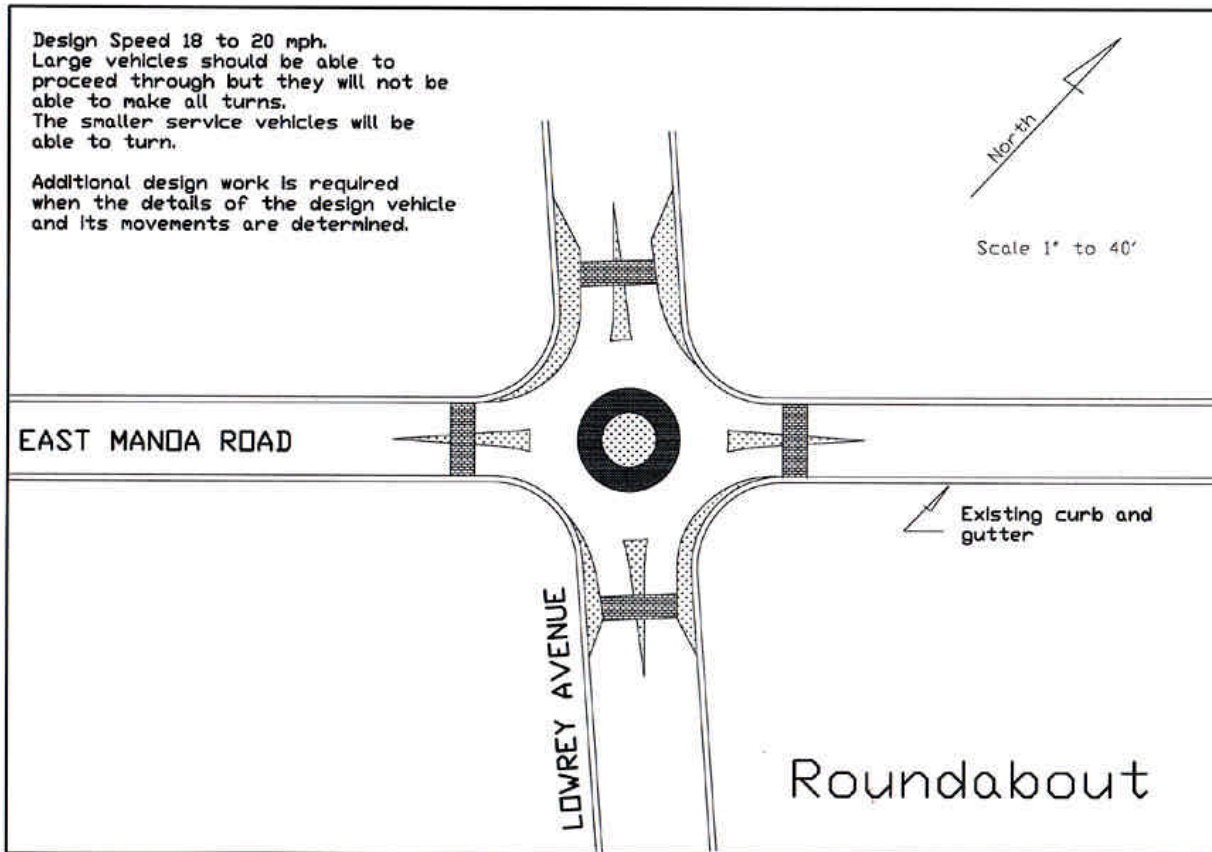 Design Speed 18 to 20 mph.
Large vehicles should be able to
proceed through but they will not be
able to make all turns.
The smaller service vehicles will be
able to turn.
Additional design work is required
when the details of the design vehicle
and its movements are determined.
North
Scale 1" to 40'
EAST MANOA ROAD
Existing curb and
gutter
LOWREY AVENUE
Roundabout